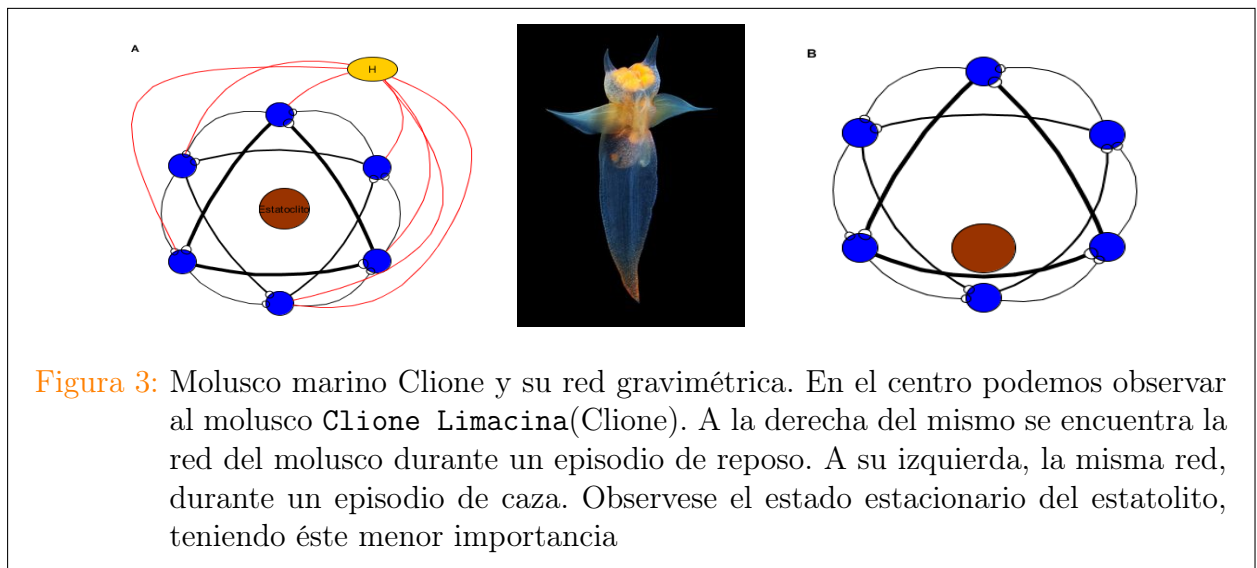 A
H
Estatoclito
B
Figura 3: Molusco marino Clione y su red gravimétrica. En el centro podemos observar
al molusco Clione Limacina(Clione). A la derecha del mismo se encuentra la
red del molusco durante un episodio de reposo. A su izquierda, la misma red,
durante un episodio de caza. Observese el estado estacionario del estatolito,
teniendo éste menor importancia